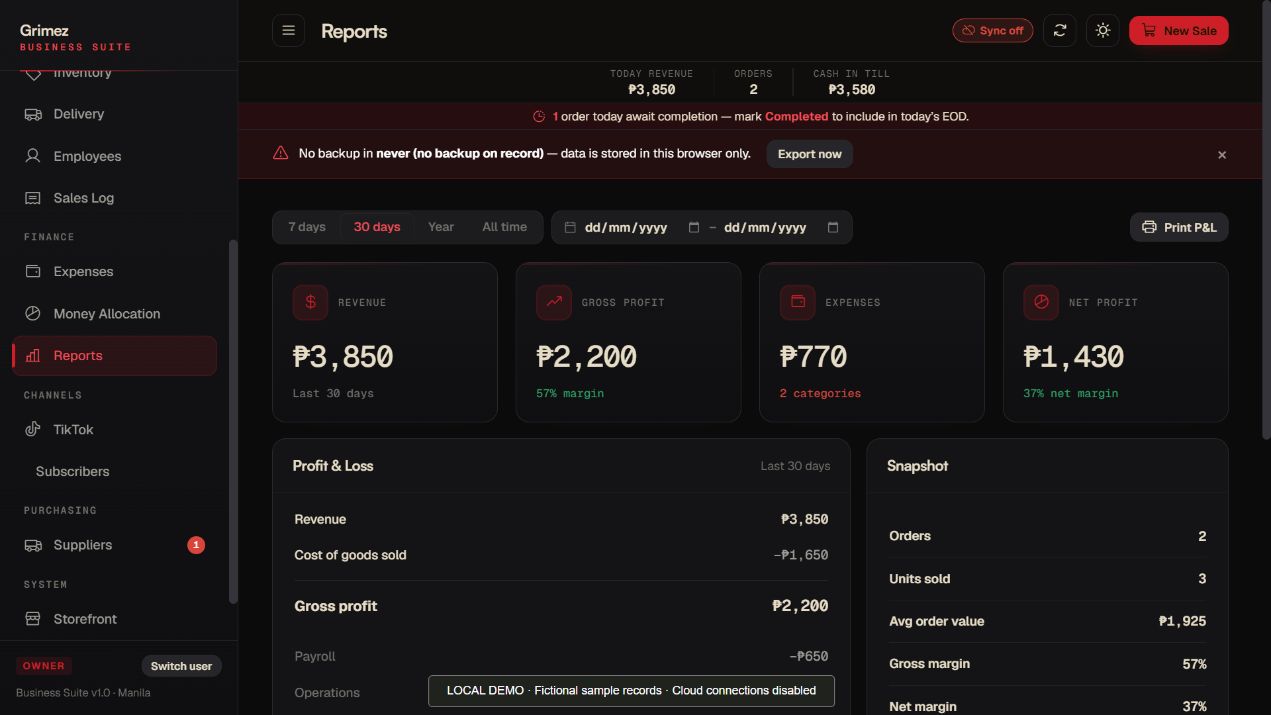 Grimez
BUSINESS SUITE
Inventory
Delivery
Employees
Sales Log
FINANCE
Expenses
Money Allocation
Reports
CHANNELS
TikTok
Subscribers
PURCHASING
Suppliers 1
SYSTEM
Storefront
OWNER Switch user
Business Suite v1.0 · Manila
Reports
Sync off
New Sale
TODAY REVENUE ORDERS CASH IN TILL
₱3,850 2 ₱3,580
1 order today await completion — mark Completed to include in today's EOD.
No backup in never (no backup on record) — data is stored in this browser only. Export now ×
7 days 30 days Year All time dd/mm/yyyy – dd/mm/yyyy Print P&L
REVENUE
₱3,850
Last 30 days
GROSS PROFIT
₱2,200
57% margin
EXPENSES
₱770
2 categories
NET PROFIT
₱1,430
37% net margin
Profit & Loss Last 30 days
Revenue ₱3,850
Cost of goods sold −₱1,650
Gross profit ₱2,200
Payroll −₱650
Operations
Snapshot
Orders 2
Units sold 3
Avg order value ₱1,925
Gross margin 57%
Net margin 37%
LOCAL DEMO · Fictional sample records · Cloud connections disabled